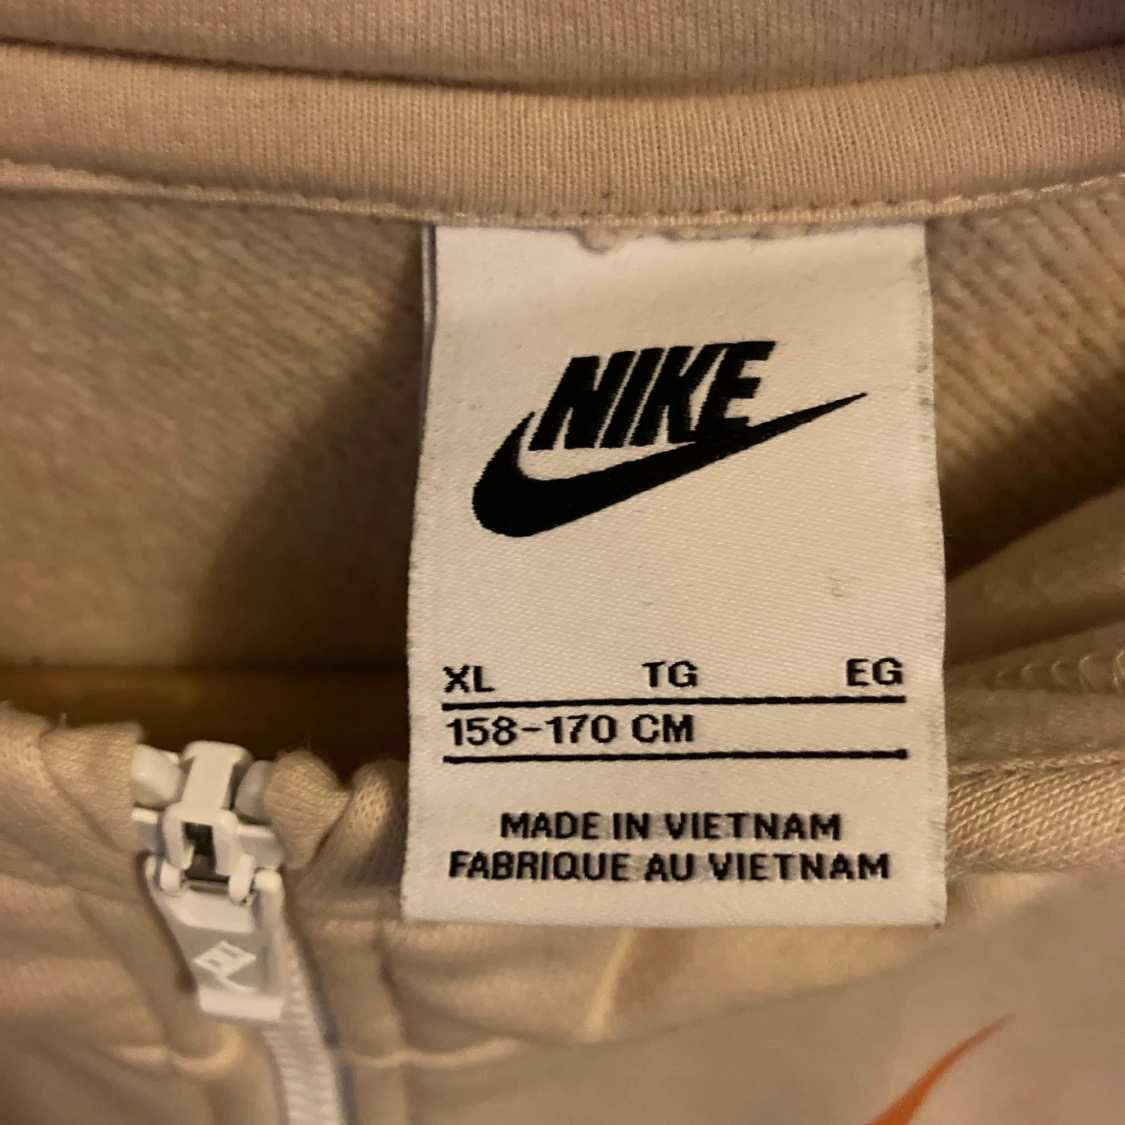 NIKE
XL TG EG
158-170 CM
MADE IN VIETNAM
FABRIQUE AU VIETNAM